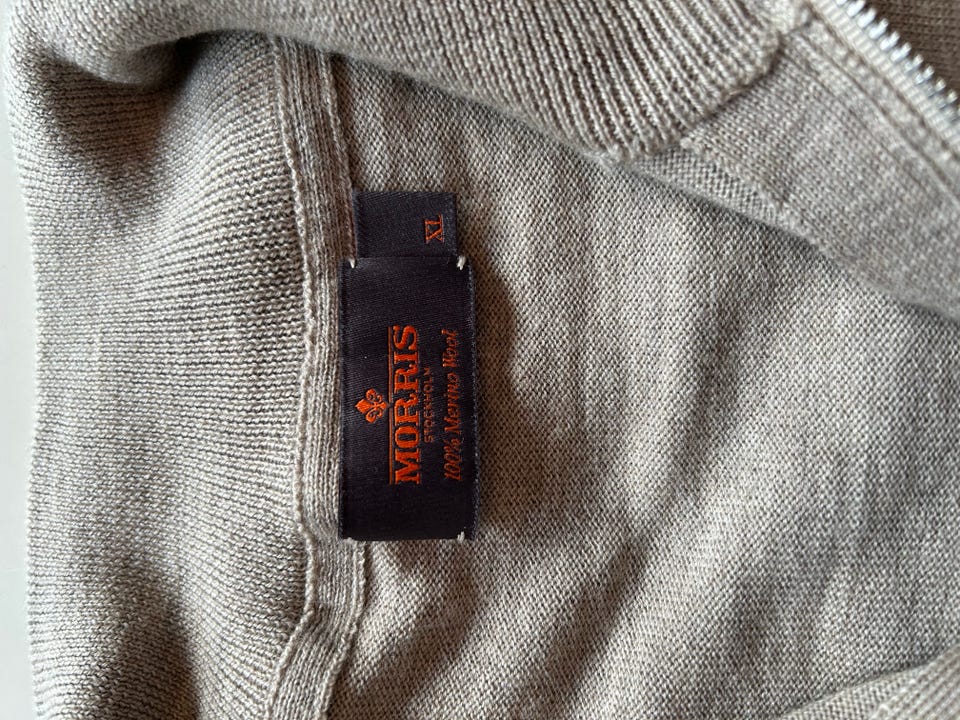 MORRIS
STOCKHOLM
100% Merino Wool
XL